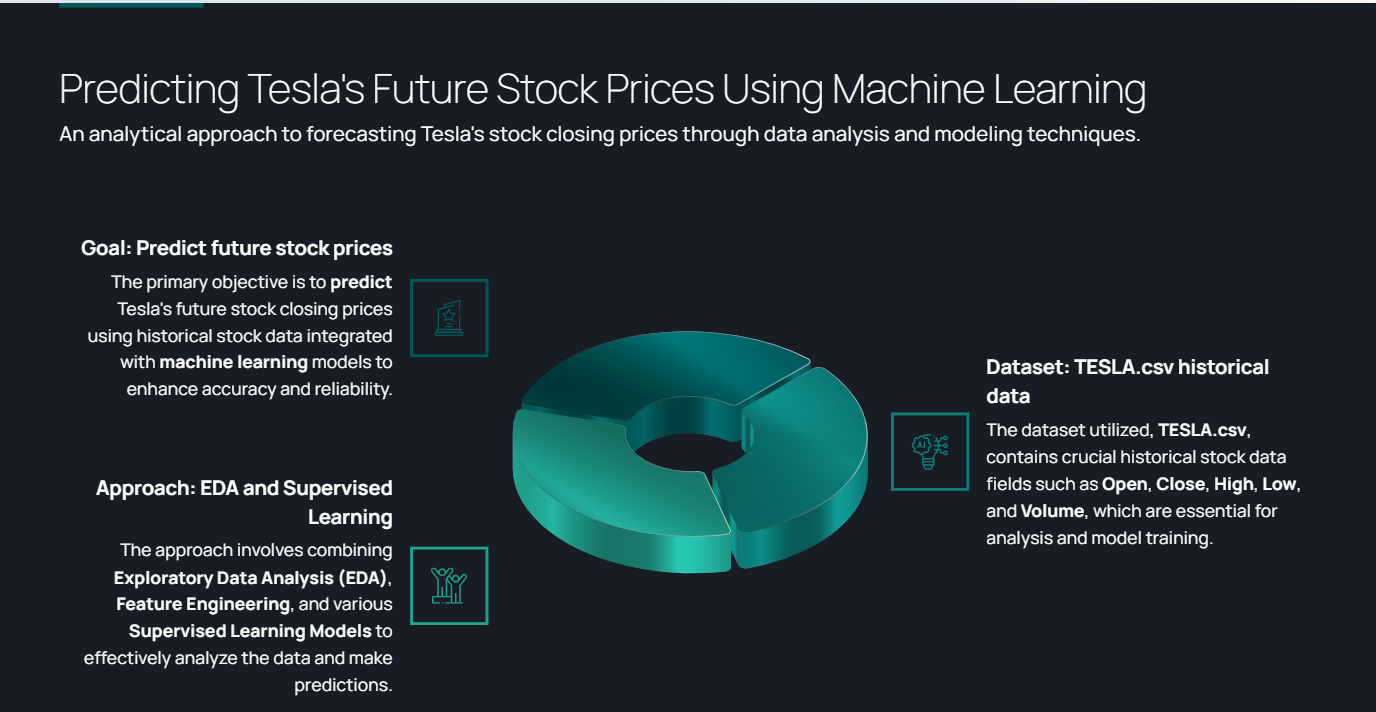 Predicting Tesla's Future Stock Prices Using Machine Learning
An analytical approach to forecasting Tesla's stock closing prices through data analysis and modeling techniques.
Goal: Predict future stock prices
The primary objective is to predict
Tesla's future stock closing prices
using historical stock data integrated
with machine learning models to
enhance accuracy and reliability.
Approach: EDA and Supervised
Learning
The approach involves combining
Exploratory Data Analysis (EDA),
Feature Engineering, and various
Supervised Learning Models to
effectively analyze the data and make
predictions.
AI
Dataset: TESLA.csv historical
data
The dataset utilized, TESLA.csv,
contains crucial historical stock data
fields such as Open, Close, High, Low,
and Volume, which are essential for
analysis and model training.